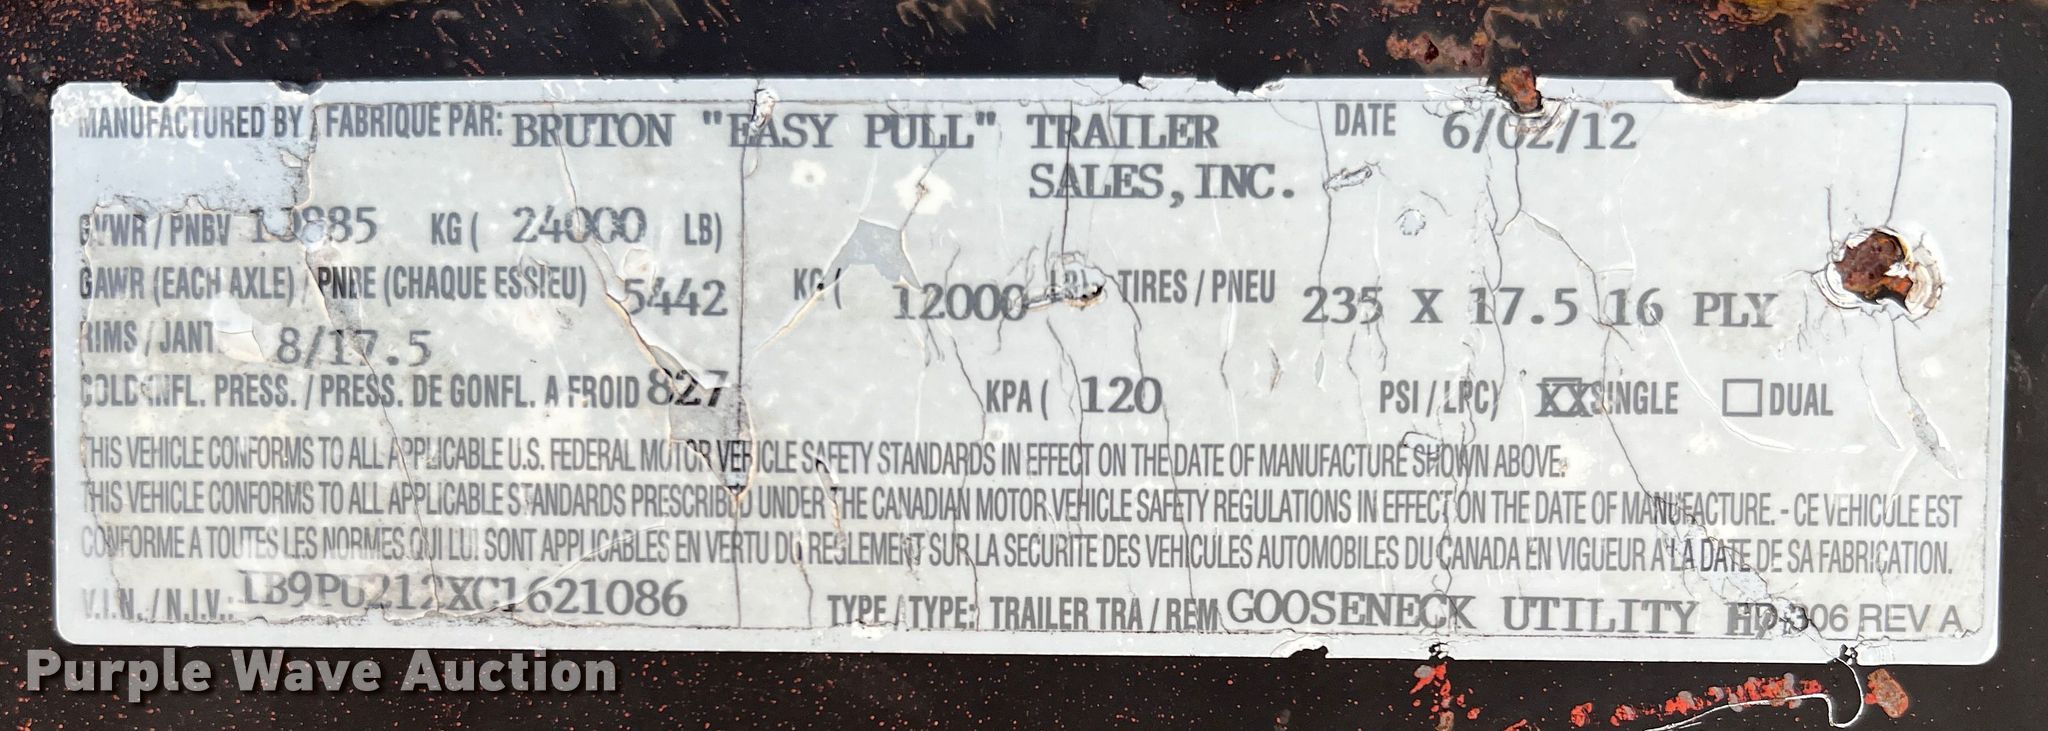 MANUFACTURED BY / FABRIQUE PAR: BRUTON "EASY PULL" TRAILER SALES, INC. DATE 6/02/12
GVWR / PNBV 10885 KG ( 24000 LB)
GAWR (EACH AXLE) / PNBE (CHAQUE ESSIEU) 5442 KG ( 12000 LB) TIRES / PNEU 235 X 17.5 16 PLY
RIMS / JANT 8/17.5
COLD INFL. PRESS. / PRESS. DE GONFL. A FROID 827 KPA ( 120 PSI / LPC) XX SINGLE ☐ DUAL
THIS VEHICLE CONFORMS TO ALL APPLICABLE U.S. FEDERAL MOTOR VEHICLE SAFETY STANDARDS IN EFFECT ON THE DATE OF MANUFACTURE SHOWN ABOVE.
THIS VEHICLE CONFORMS TO ALL APPLICABLE STANDARDS PRESCRIBED UNDER THE CANADIAN MOTOR VEHICLE SAFETY REGULATIONS IN EFFECT ON THE DATE OF MANUFACTURE. - CE VEHICULE EST
CONFORME A TOUTES LES NORMES QUI LUI SONT APPLICABLES EN VERTU DU REGLEMENT SUR LA SECURITE DES VEHICULES AUTOMOBILES DU CANADA EN VIGUEUR A LA DATE DE SA FABRICATION.
V.I.N. / N.I.V.: 1B9PU212XC1621086 TYPE / TYPE: TRAILER TRA / REM GOOSENECK UTILITY 306 REV A
Purple Wave Auction